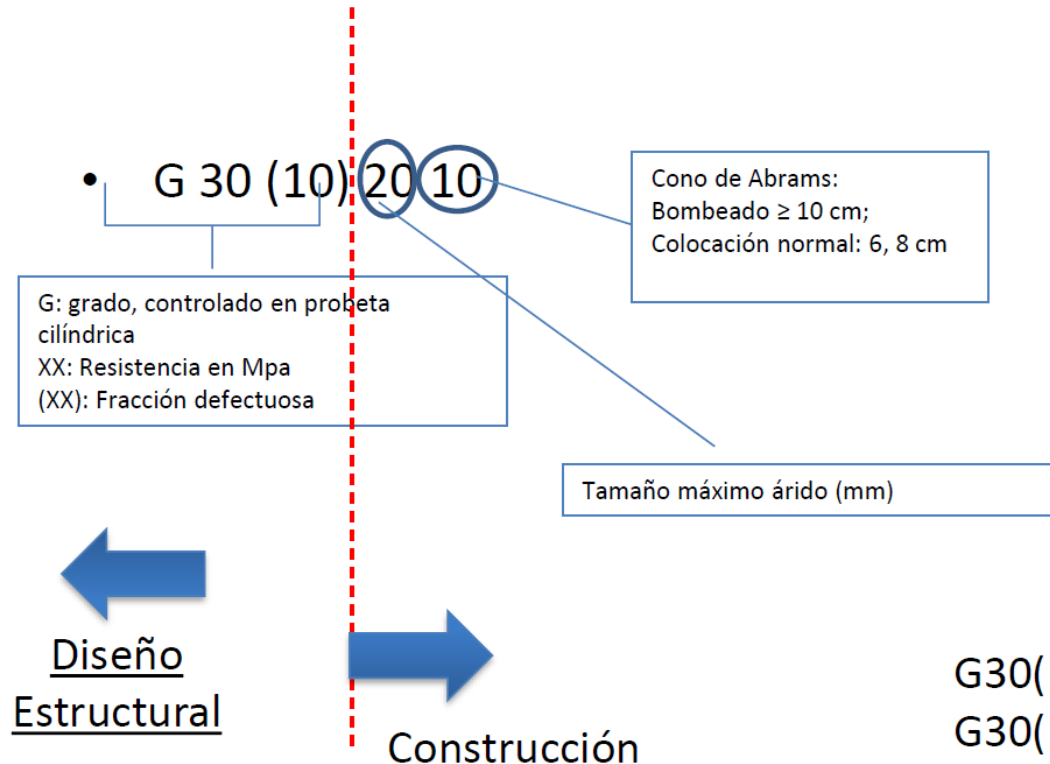 • G 30 (10) 20 10
Cono de Abrams:
Bombeado ≥ 10 cm;
Colocación normal: 6, 8 cm
G: grado, controlado en probeta
cilíndrica
XX: Resistencia en Mpa
(XX): Fracción defectuosa
Tamaño máximo árido (mm)
Diseño
Estructural
Construcción
G30(
G30(